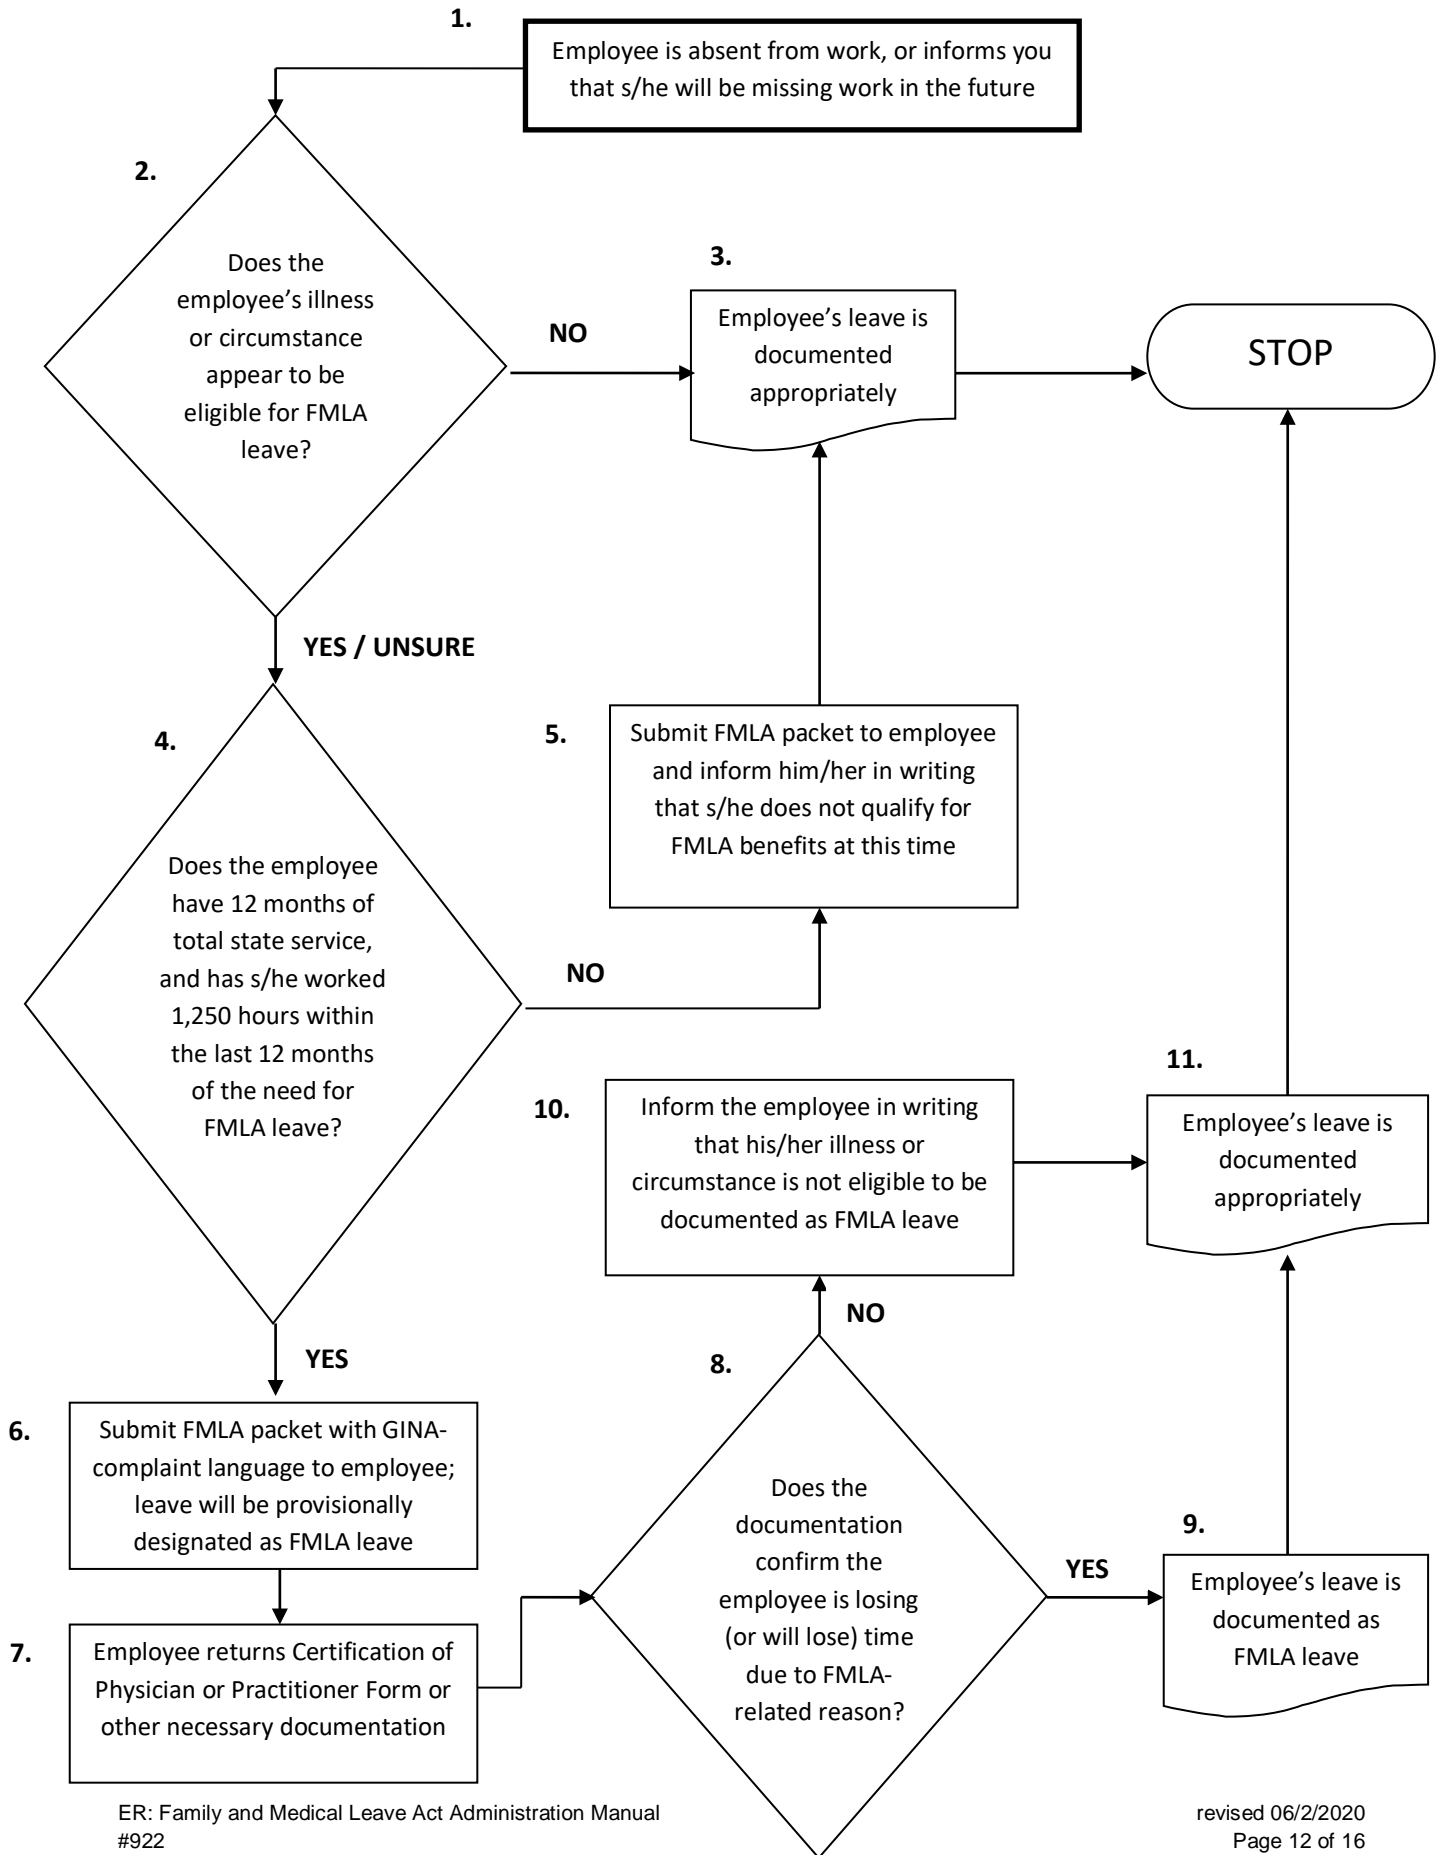 1.
Employee is absent from work, or informs you
that s/he will be missing work in the future
2.
Does the
employee’s illness
or circumstance
appear to be
eligible for FMLA
leave?
NO
3.
Employee’s leave is
documented
appropriately
STOP
YES / UNSURE
4.
Does the employee
have 12 months of
total state service,
and has s/he worked
1,250 hours within
the last 12 months
of the need for
FMLA leave?
NO
5.
Submit FMLA packet to employee
and inform him/her in writing
that s/he does not qualify for
FMLA benefits at this time
YES
6.
Submit FMLA packet with GINA-
complaint language to employee;
leave will be provisionally
designated as FMLA leave
7.
Employee returns Certification of
Physician or Practitioner Form or
other necessary documentation
8.
Does the
documentation
confirm the
employee is losing
(or will lose) time
due to FMLA-
related reason?
YES
9.
Employee’s leave is
documented as
FMLA leave
NO
10.
Inform the employee in writing
that his/her illness or
circumstance is not eligible to be
documented as FMLA leave
11.
Employee’s leave is
documented
appropriately
ER: Family and Medical Leave Act Administration Manual
#922
revised 06/2/2020
Page 12 of 16